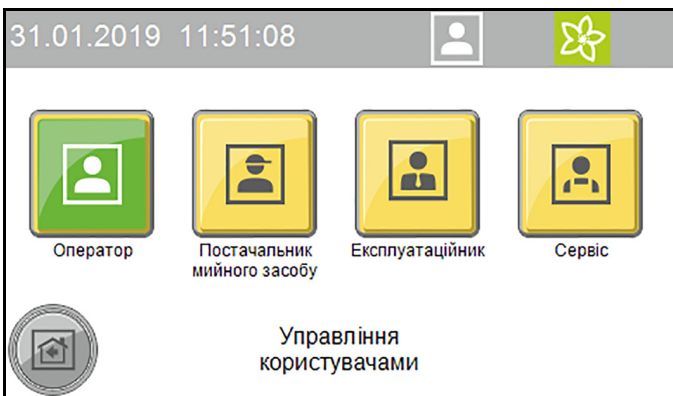 31.01.2019 11:51:08
Оператор
Постачальник
мийного засобу
Експлуатаційник
Сервіс
Управління
користувачами